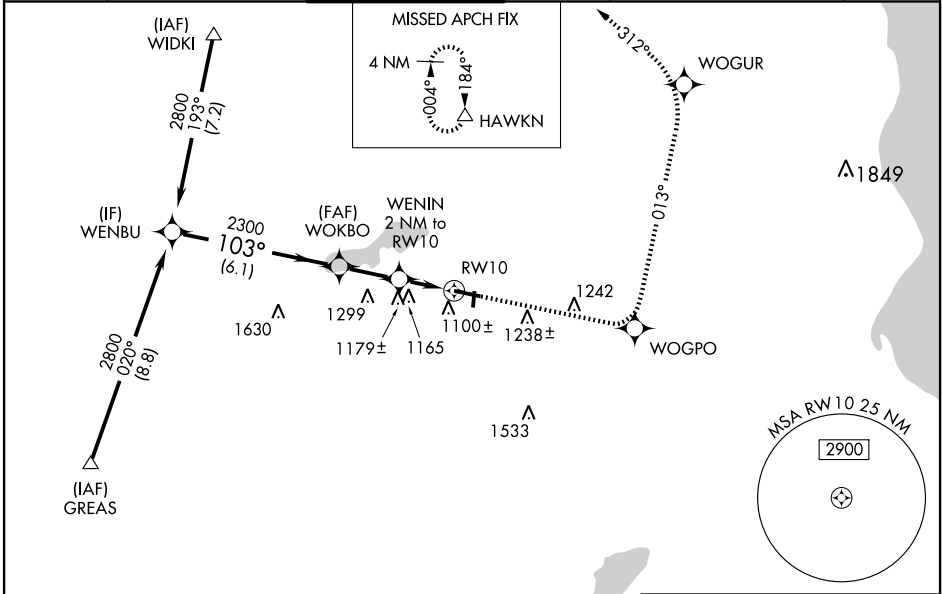 (IAF)
WIDKI
2800
193°
(7.2)
MISSED APCH FIX
4 NM
004°
184°
HAWKN
312°
WOGUR
1849
013°
(IF)
WENBU
2300
103°
(6.1)
(FAF)
WOKBO
WENIN
2 NM to
RW10
RW10
1630
1299
1179±
1165
1100±
1238±
1242
WOGPO
2800
020°
(8.8)
(IAF)
GREAS
1533
MSA RW10 25 NM
2900